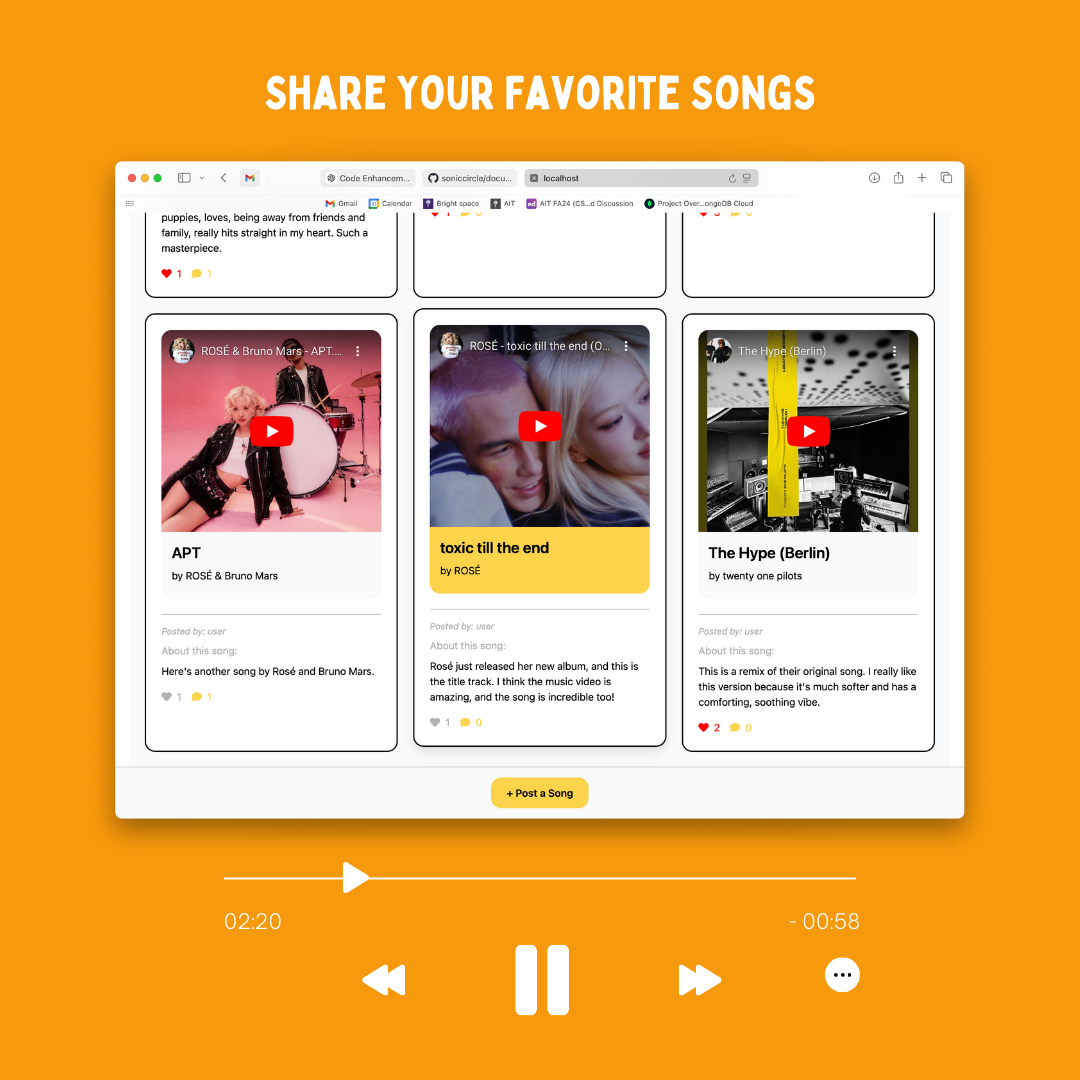 SHARE YOUR FAVORITE SONGS
Code Enhancem...
soniccircle/docu...
localhost
Gmail
Calendar
Bright space
AIT
AIT FA24 (CS...d Discussion
Project Over...ongoDB Cloud
puppies, loves, being away from friends and
family, really hits straight in my heart. Such a
masterpiece.
1 1
1 0
0
ROSÉ & Bruno Mars - APT....
APT
by ROSÉ & Bruno Mars
Posted by: user
About this song:
Here's another song by Rosé and Bruno Mars.
1 1
ROSÉ - toxic till the end (O...
toxic till the end
by ROSÉ
Posted by: user
About this song:
Rosé just released her new album, and this is
the title track. I think the music video is
amazing, and the song is incredible too!
1 0
The Hype (Berlin)
The Hype (Berlin)
by twenty one pilots
Posted by: user
About this song:
This is a remix of their original song. I really like
this version because it's much softer and has a
comforting, soothing vibe.
2 0
+ Post a Song
02:20
- 00:58